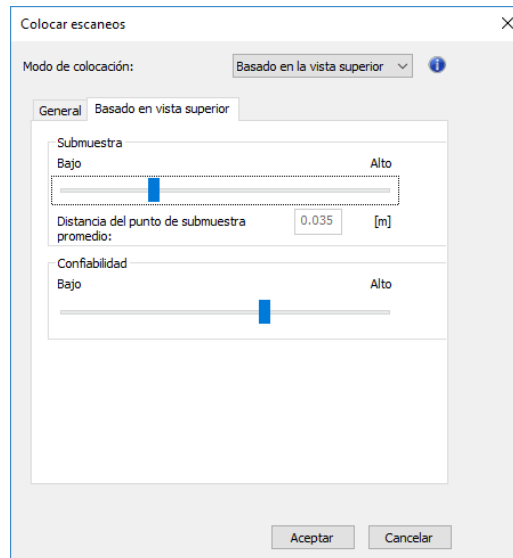 Colocar escaneos
Modo de colocación: Basado en la vista superior
General Basado en vista superior
Submuestra
Bajo Alto
Distancia del punto de submuestra promedio: 0.035 [m]
Confiabilidad
Bajo Alto
Aceptar Cancelar